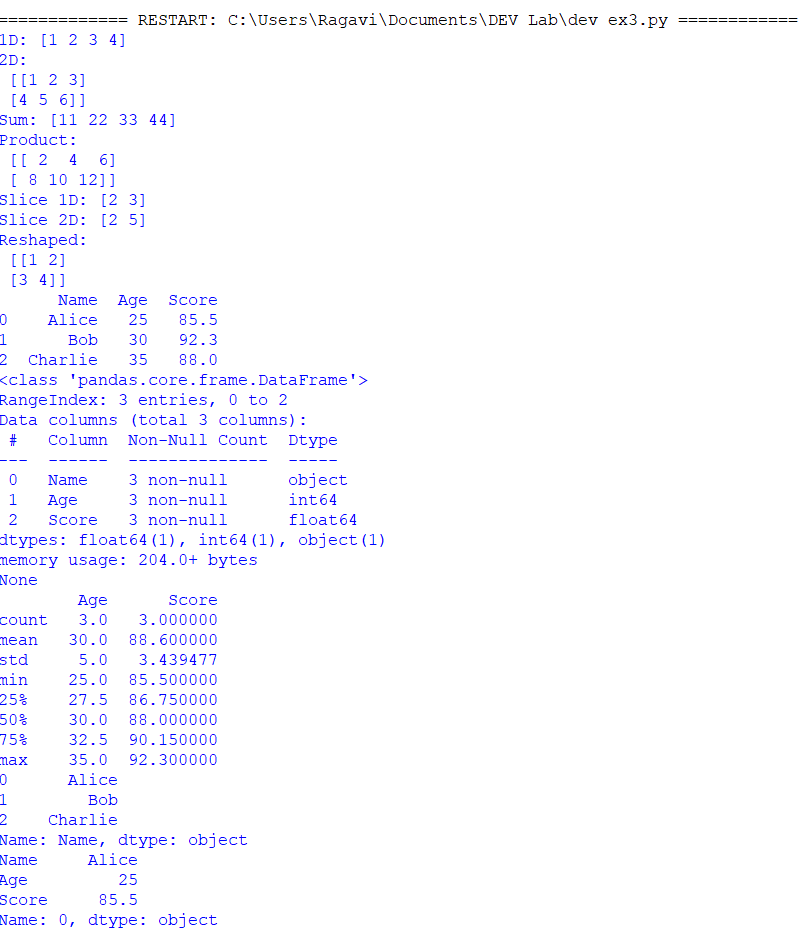 ============= RESTART: C:\Users\Ragavi\Documents\DEV Lab\dev ex3.py ============
1D: [1 2 3 4]
2D:
 [[1 2 3]
 [4 5 6]]
Sum: [11 22 33 44]
Product:
 [[ 2  4  6]
 [ 8 10 12]]
Slice 1D: [2 3]
Slice 2D: [2 5]
Reshaped:
 [[1 2]
 [3 4]]
      Name  Age  Score
0    Alice   25   85.5
1      Bob   30   92.3
2  Charlie   35   88.0
<class 'pandas.core.frame.DataFrame'>
RangeIndex: 3 entries, 0 to 2
Data columns (total 3 columns):
 #   Column  Non-Null Count  Dtype
---  ------  --------------  -----
 0   Name    3 non-null      object
 1   Age     3 non-null      int64
 2   Score   3 non-null      float64
dtypes: float64(1), int64(1), object(1)
memory usage: 204.0+ bytes
None
        Age      Score
count   3.0   3.000000
mean   30.0  88.600000
std     5.0   3.439477
min    25.0  85.500000
25%    27.5  86.750000
50%    30.0  88.000000
75%    32.5  90.150000
max    35.0  92.300000
0      Alice
1        Bob
2    Charlie
Name: Name, dtype: object
Name     Alice
Age         25
Score     85.5
Name: 0, dtype: object